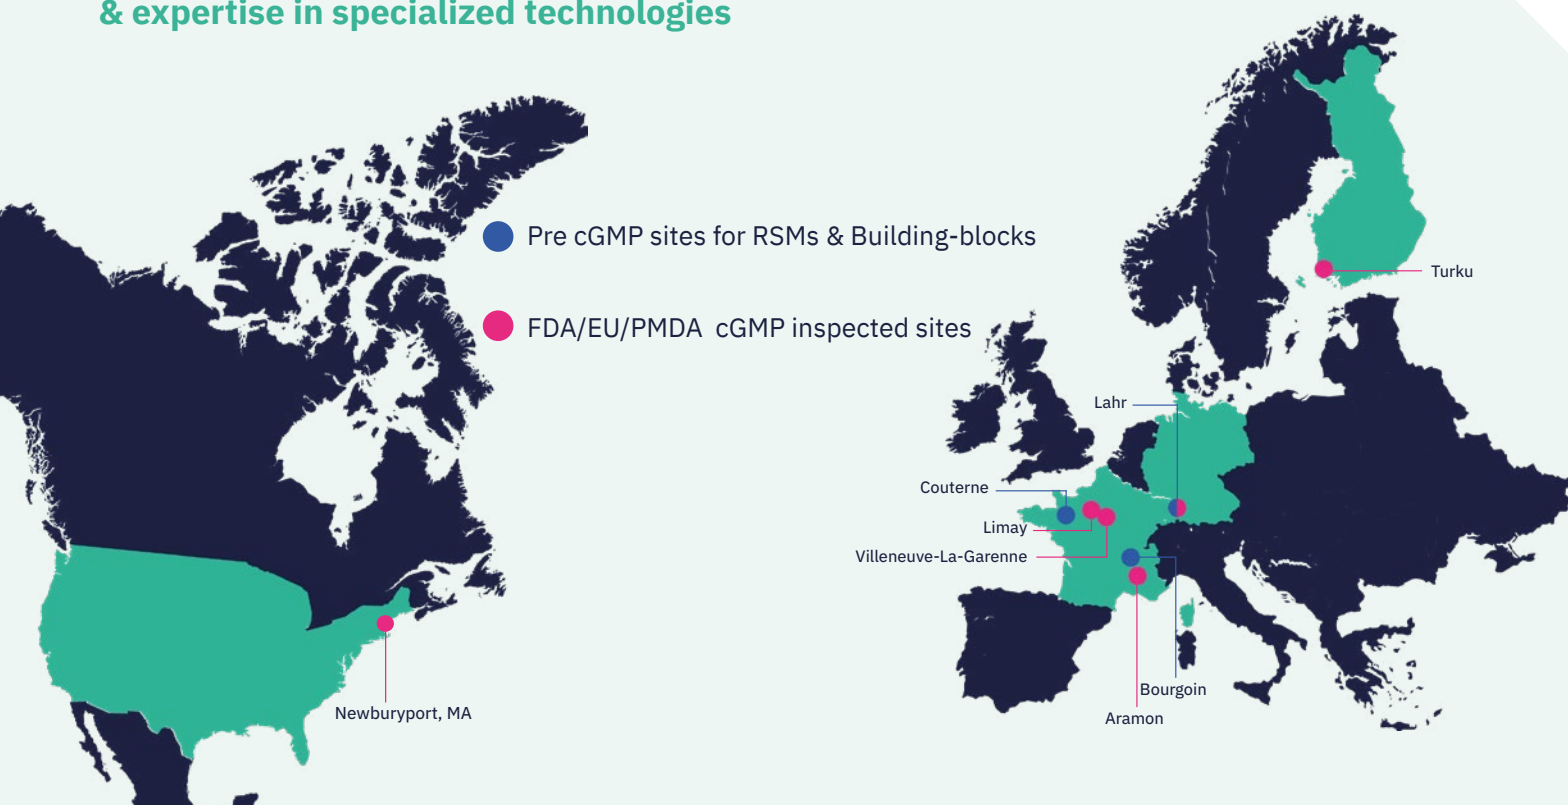 & expertise in specialized technologies
Pre cGMP sites for RSMs & Building-blocks
FDA/EU/PMDA  cGMP inspected sites
Turku
Lahr
Couterne
Limay
Villeneuve-La-Garenne
Bourgoin
Aramon
Newburyport, MA